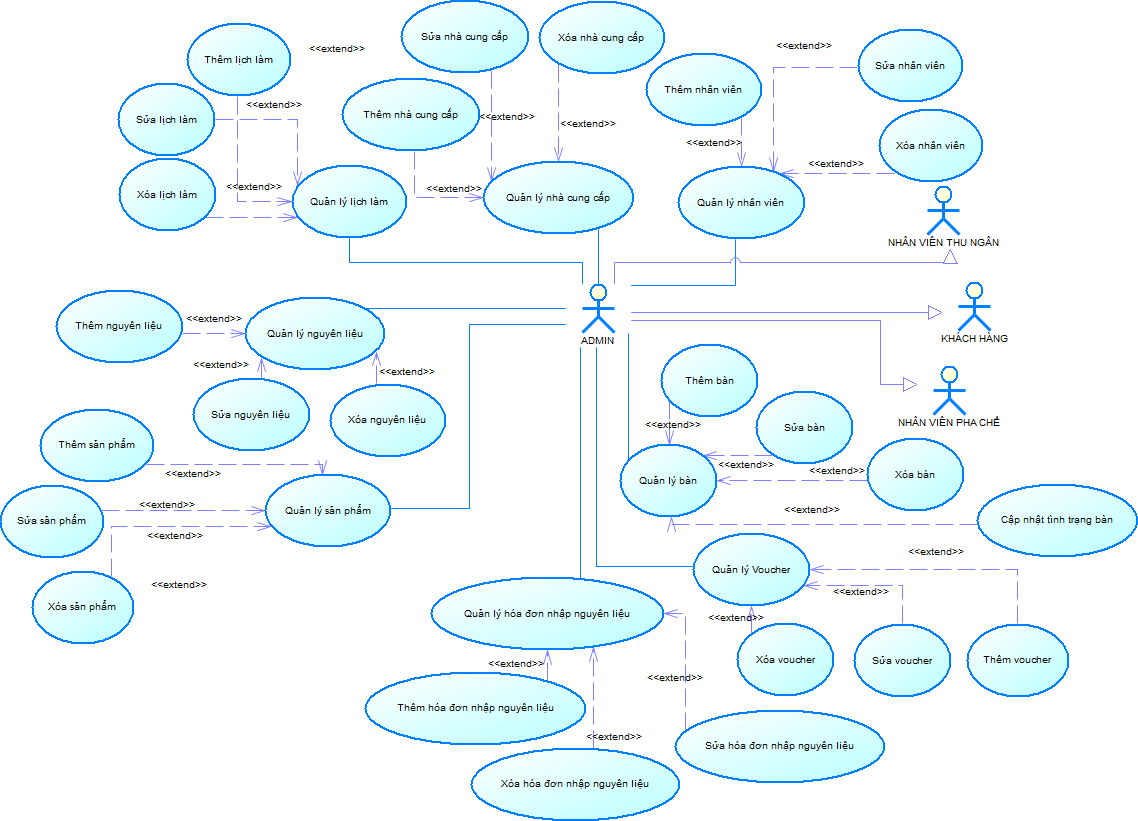 Sửa nhà cung cấp
Xóa nhà cung cấp
<<extend>>
<<extend>>
Thêm lịch làm
Sửa nhân viên
Thêm nhân viên
<<extend>>
Thêm nhà cung cấp
<<extend>>
Sửa lịch làm
<<extend>>
<<extend>>
Xóa nhân viên
<<extend>>
<<extend>>
<<extend>>
Xóa lịch làm
Quản lý lịch làm
Quản lý nhà cung cấp
Quản lý nhân viên
NHÂN VIÊN THU NGÂN
<<extend>>
Thêm nguyên liệu
Quản lý nguyên liệu
ADMIN
KHÁCH HÀNG
<<extend>>
<<extend>>
Thêm bàn
Sửa nguyên liệu
Xóa nguyên liệu
NHÂN VIÊN PHA CHẾ
<<extend>>
Sửa bàn
Thêm sản phẩm
<<extend>>
<<extend>>
<<extend>>
Xóa bàn
Quản lý bàn
<<extend>>
Quản lý sản phẩm
<<extend>>
Sửa sản phẩm
Cập nhật tình trạng bàn
<<extend>>
<<extend>>
Quản lý Voucher
<<extend>>
<<extend>>
Xóa sản phẩm
Quản lý hóa đơn nhập nguyên liệu
<<extend>>
Xóa voucher
Sửa voucher
Thêm voucher
<<extend>>
<<extend>>
Thêm hóa đơn nhập nguyên liệu
<<extend>>
Sửa hóa đơn nhập nguyên liệu
Xóa hóa đơn nhập nguyên liệu